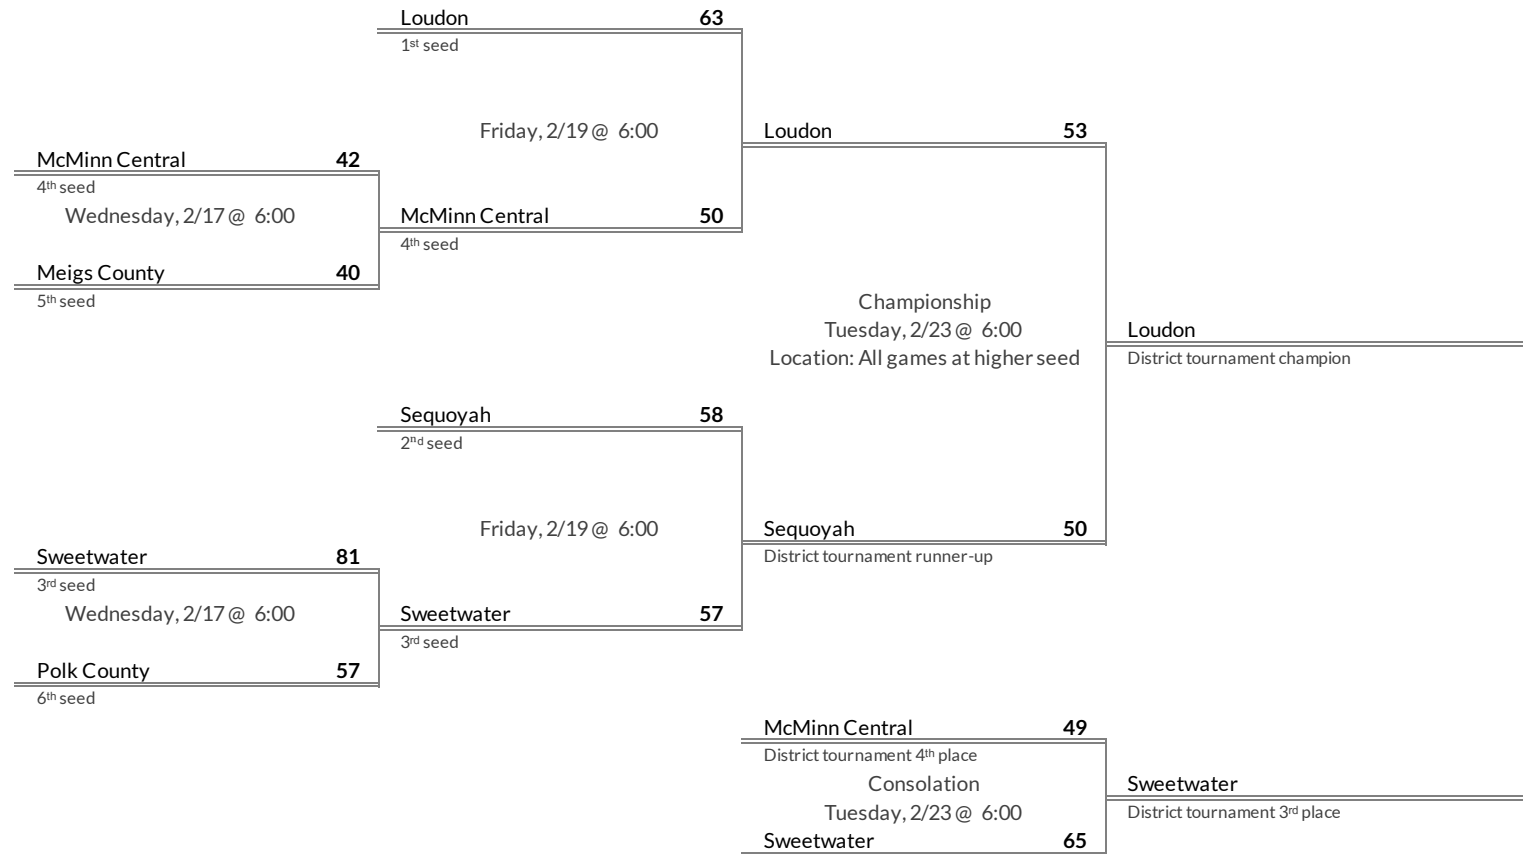 Loudon 63
1st seed
Friday, 2/19 @ 6:00
Loudon 53
McMinn Central 42
4th seed
Wednesday, 2/17 @ 6:00
McMinn Central 50
4th seed
Meigs County 40
5th seed
Championship
Tuesday, 2/23 @ 6:00
Location: All games at higher seed
Loudon
District tournament champion
Sequoyah 58
2nd seed
Friday, 2/19 @ 6:00
Sequoyah 50
District tournament runner-up
Sweetwater 81
3rd seed
Wednesday, 2/17 @ 6:00
Sweetwater 57
3rd seed
Polk County 57
6th seed
McMinn Central 49
District tournament 4th place
Consolation
Tuesday, 2/23 @ 6:00
Sweetwater 65
Sweetwater
District tournament 3rd place